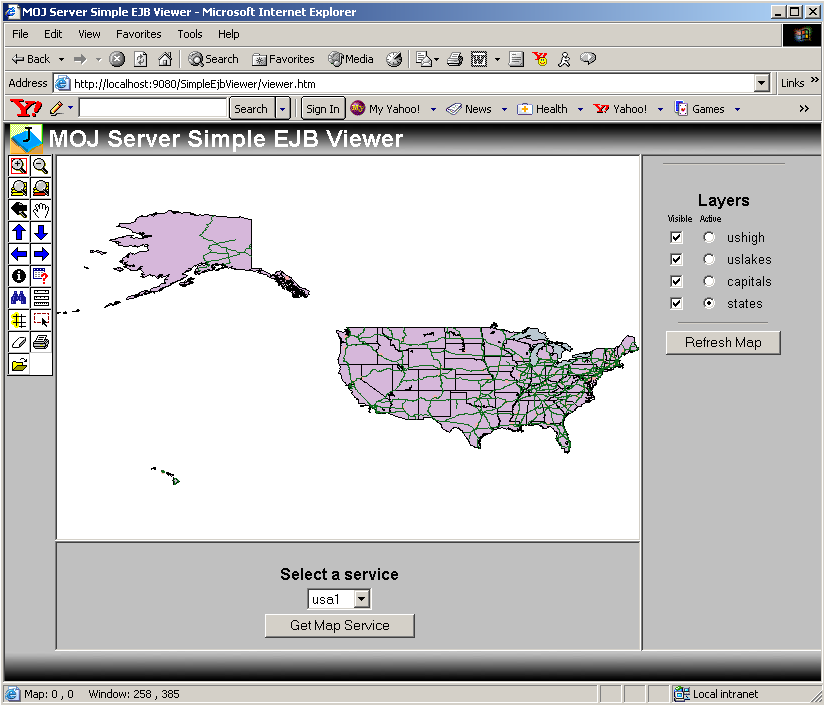 MOJ Server Simple EJB Viewer - Microsoft Internet Explorer
File Edit View Favorites Tools Help
Back Search Favorites Media
Address http://localhost:9080/SimpleEjbViewer/viewer.htm Links »
Y! Search Sign In My Yahoo! News Health Y! Yahoo! Games »
MOJ Server Simple EJB Viewer
Layers
Visible Active
ushigh
uslakes
capitals
states
Refresh Map
Select a service
usa1
Get Map Service
Map: 0 , 0 Window: 258 , 385 Local intranet